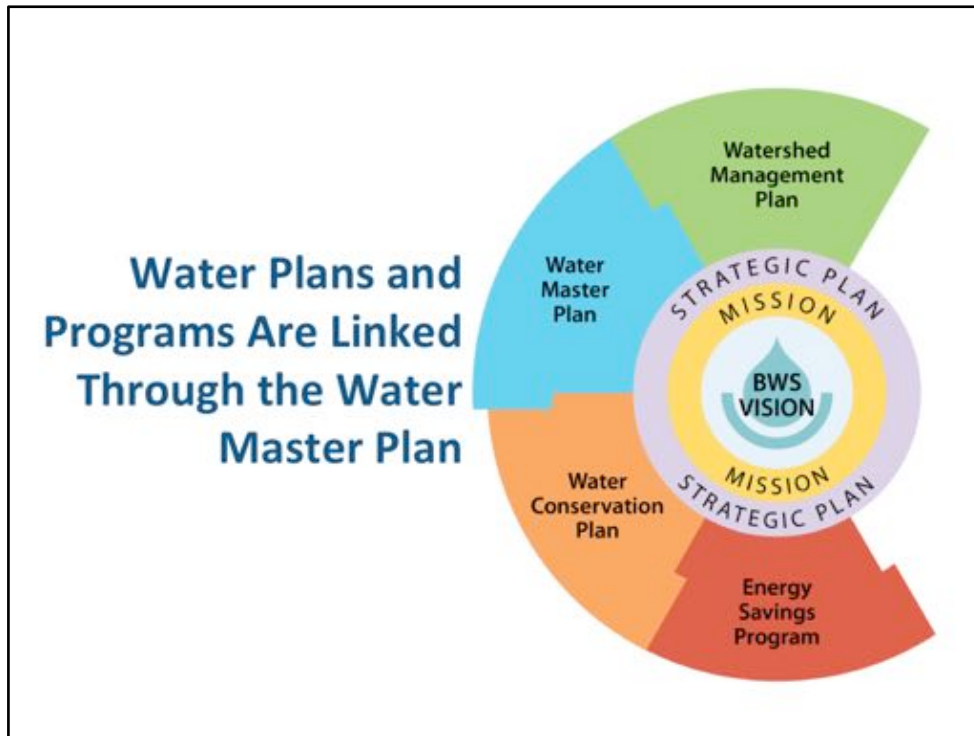 Water Plans and
Programs Are Linked
Through the Water
Master Plan
Watershed
Management
Plan
Water
Master
Plan
Water
Conservation
Plan
Energy
Savings
Program
STRATEGIC PLAN
MISSION
BWS
VISION
MISSION
STRATEGIC PLAN